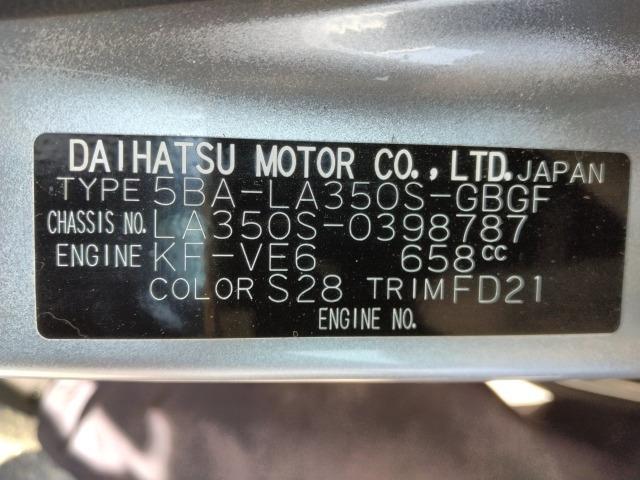 DAIHATSU MOTOR CO., LTD. JAPAN
TYPE 5BA-LA350S-GBGF
CHASSIS NO. LA350S-0398787
ENGINE KF-VE6 658cc
COLOR S28 TRIM FD21
ENGINE NO.